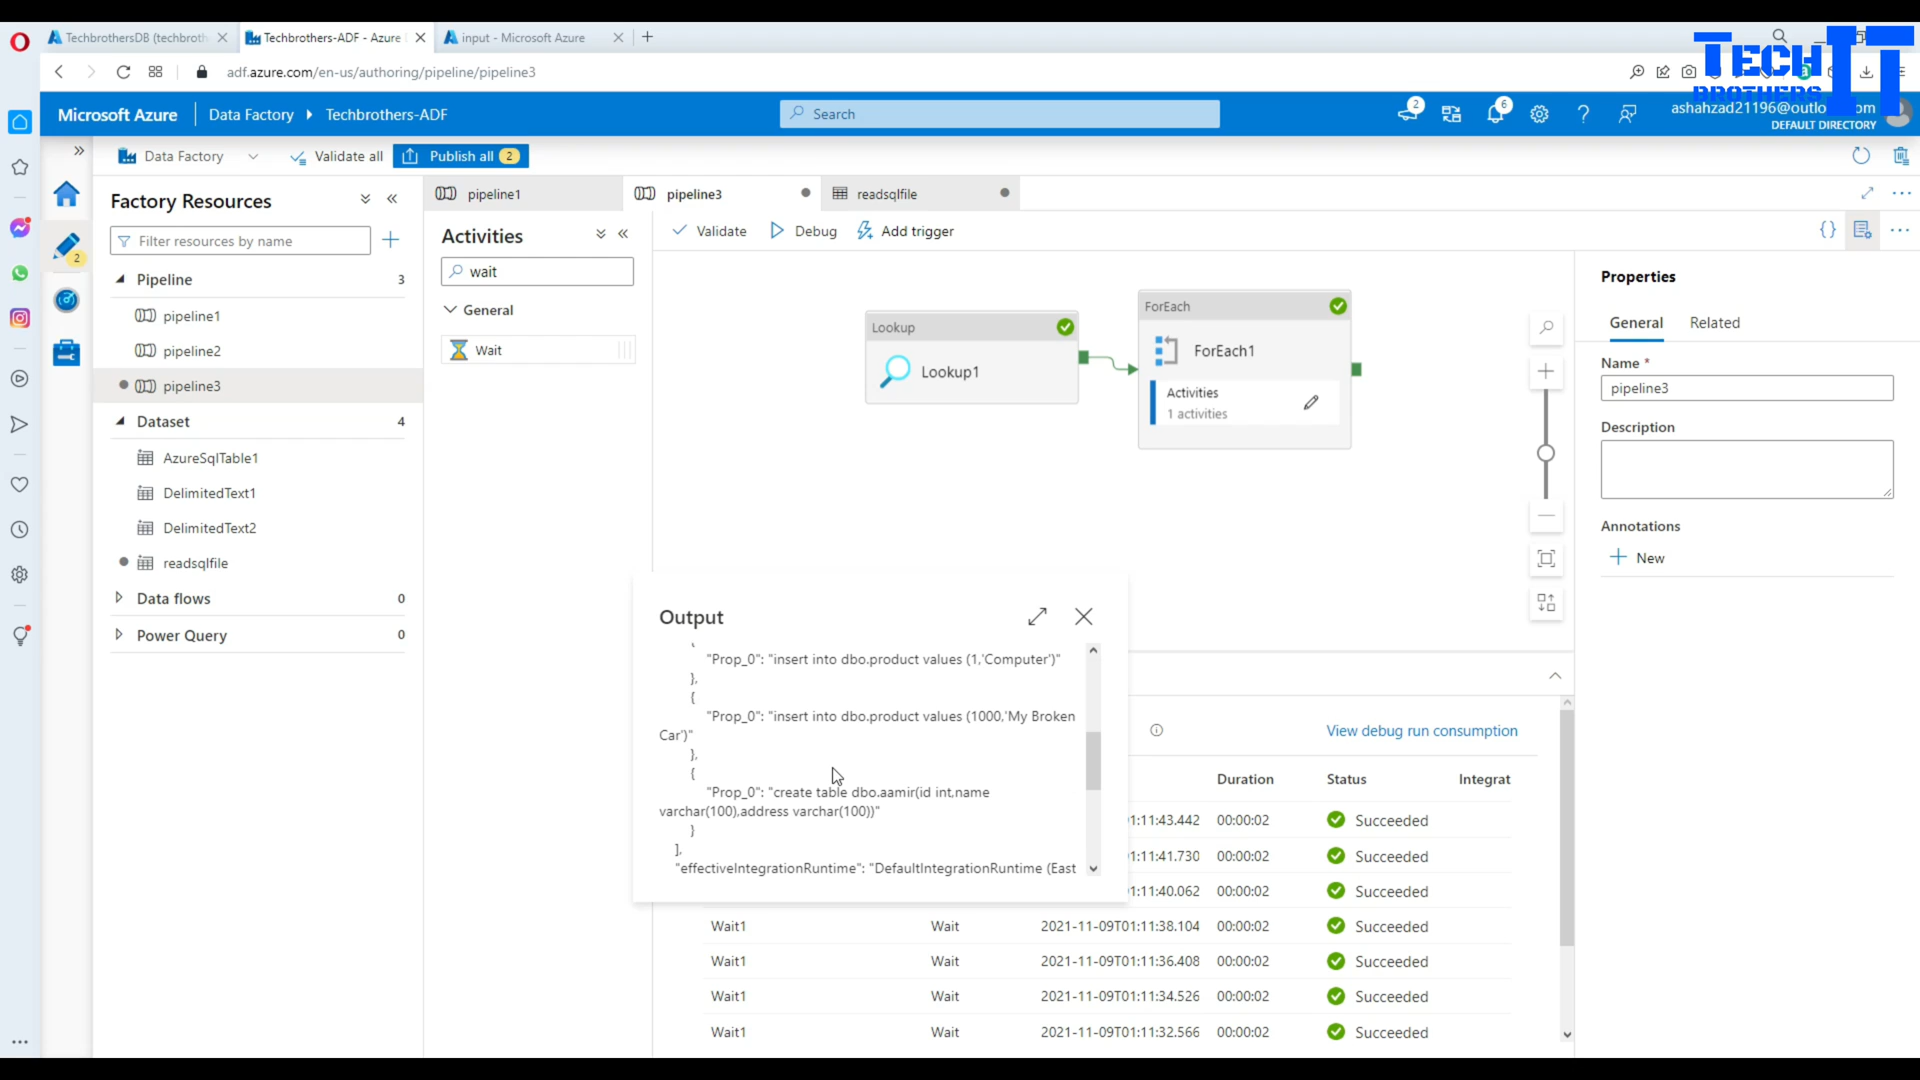 TechbrothersDB (techbroth
Techbrothers-ADF - Azure
input - Microsoft Azure
TECH IT
BROTHERS
adf.azure.com/en-us/authoring/pipeline/pipeline3
Microsoft Azure
Data Factory
Techbrothers-ADF
Search
2
6
ashahzad21196@outlo om
DEFAULT DIRECTORY
Data Factory
Validate all
Publish all 2
Factory Resources
pipeline1
pipeline3
readsqlfile
Filter resources by name
Activities
Validate
Debug
Add trigger
2
wait
Pipeline 3
pipeline1
pipeline2
pipeline3
Dataset 4
AzureSqlTable1
DelimitedText1
DelimitedText2
readsqlfile
Data flows 0
Power Query 0
General
Wait
Lookup
Lookup1
ForEach
ForEach1
Activities
1 activities
Properties
General
Related
Name *
pipeline3
Description
Annotations
New
Output
{
"Prop_0": "insert into dbo.product values (1,'Computer')"
},
{
"Prop_0": "insert into dbo.product values (1000,'My Broken
Car')"
},
{
"Prop_0": "create table dbo.aamir(id int,name
varchar(100),address varchar(100))"
}
],
"effectiveIntegrationRuntime": "DefaultIntegrationRuntime (East
View debug run consumption
Duration Status Integrat
1:11:43.442 00:00:02 Succeeded
1:11:41.730 00:00:02 Succeeded
1:11:40.062 00:00:02 Succeeded
Wait1 Wait 2021-11-09T01:11:38.104 00:00:02 Succeeded
Wait1 Wait 2021-11-09T01:11:36.408 00:00:02 Succeeded
Wait1 Wait 2021-11-09T01:11:34.526 00:00:02 Succeeded
Wait1 Wait 2021-11-09T01:11:32.566 00:00:02 Succeeded